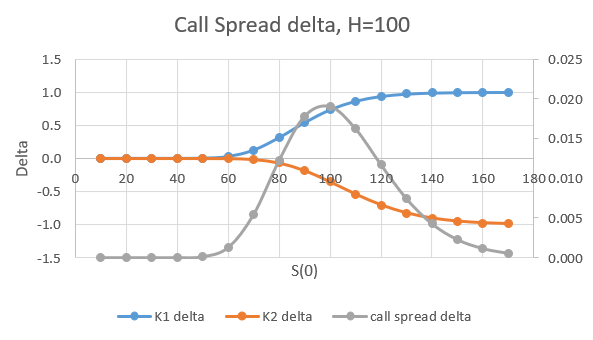 Call Spread delta, H=100
1.5 0.025
1.0 0.020
0.5 0.015
0.0 0.010
0 20 40 60 80 100 120 140 160 180
-0.5
-1.0 0.005
-1.5 0.000
Delta
S(0)
K1 delta K2 delta call spread delta